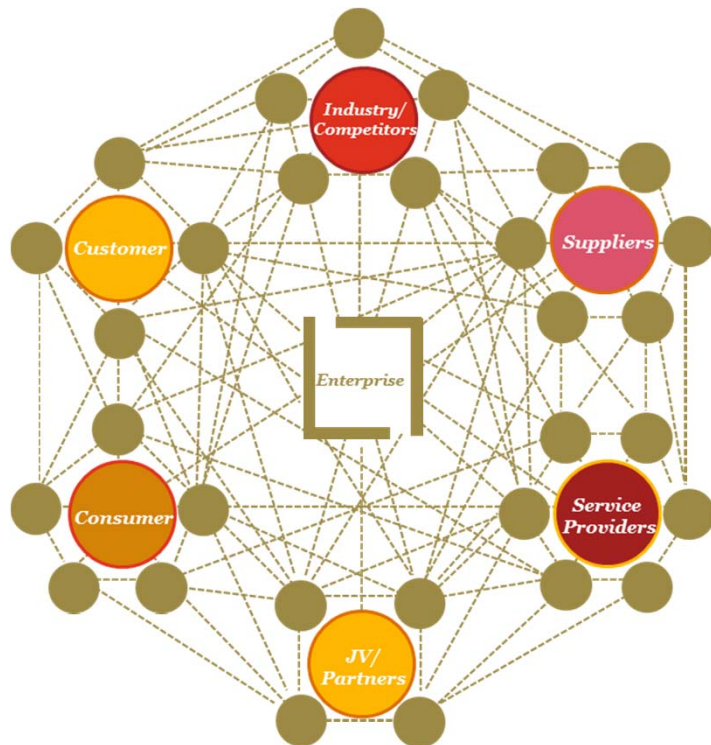 Industry/
Competitors
Customer
Suppliers
Enterprise
Consumer
Service
Providers
JV/
Partners